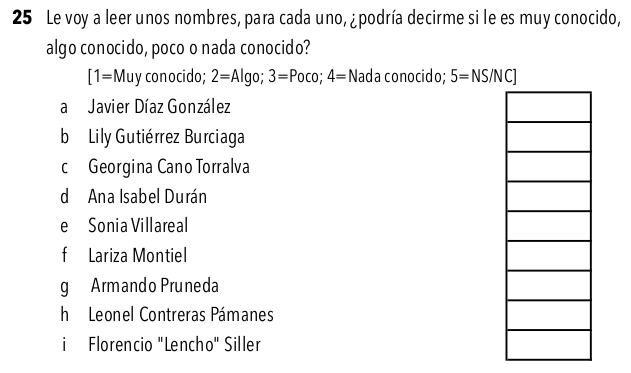 25 Le voy a leer unos nombres, para cada uno, ¿podría decirme si le es muy conocido,
algo conocido, poco o nada conocido?
[1=Muy conocido; 2=Algo; 3=Poco; 4=Nada conocido; 5=NS/NC]
a Javier Díaz González
b Lily Gutiérrez Burciaga
c Georgina Cano Torralva
d Ana Isabel Durán
e Sonia Villareal
f Lariza Montiel
g Armando Pruneda
h Leonel Contreras Pámanes
i Florencio "Lencho" Siller